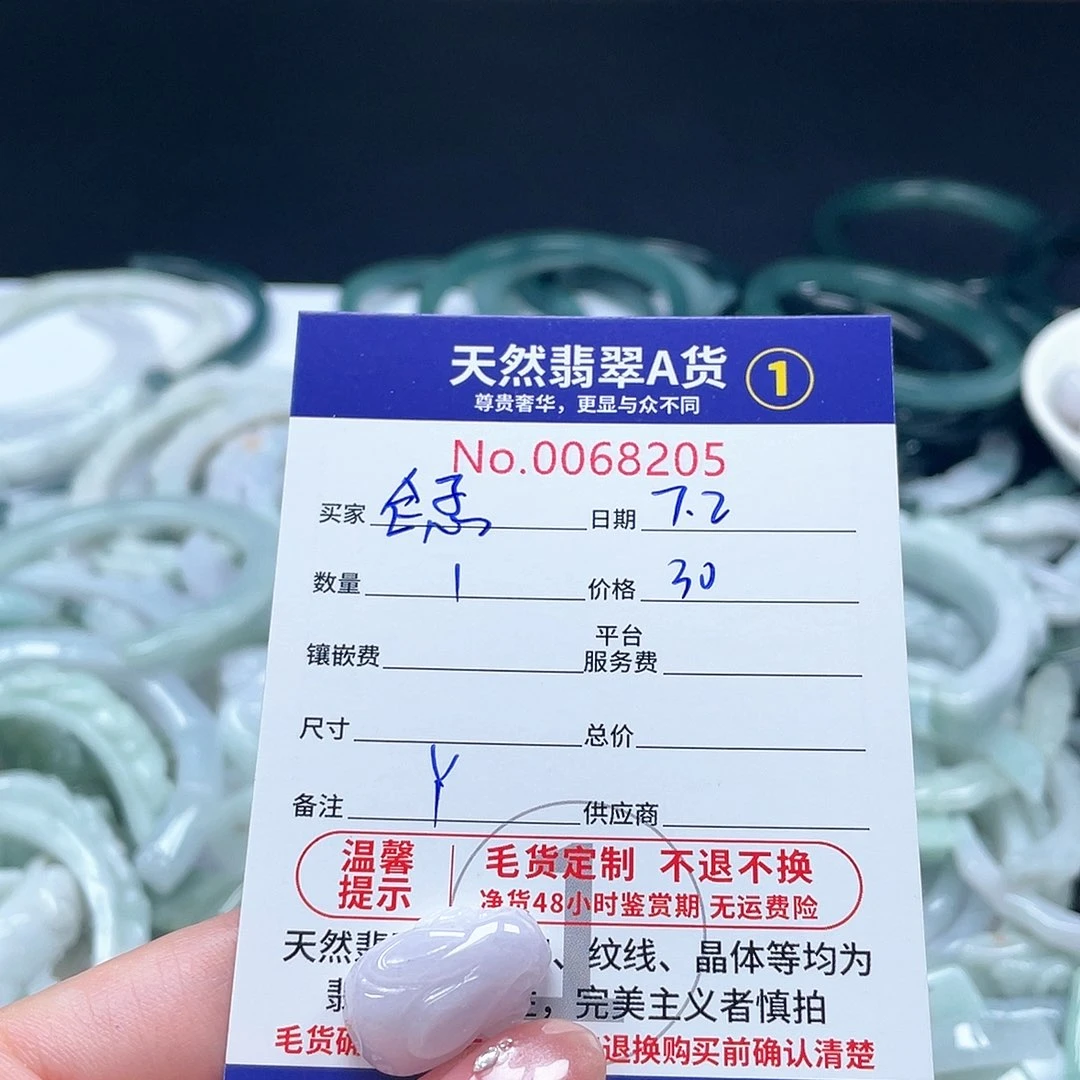 天然翡翠A货 1
尊贵奢华，更显与众不同
No.0068205
买家 日期 7.2
数量 1 价格 30
镶嵌费 平台服务费
尺寸 总价
备注 Y 供应商
温馨提示 毛货定制 不退不换
净货48小时鉴赏期 无运费险
天然翡 、纹线、晶体等均为
翡 ，完美主义者慎拍
毛货确 退换购买前确认清楚